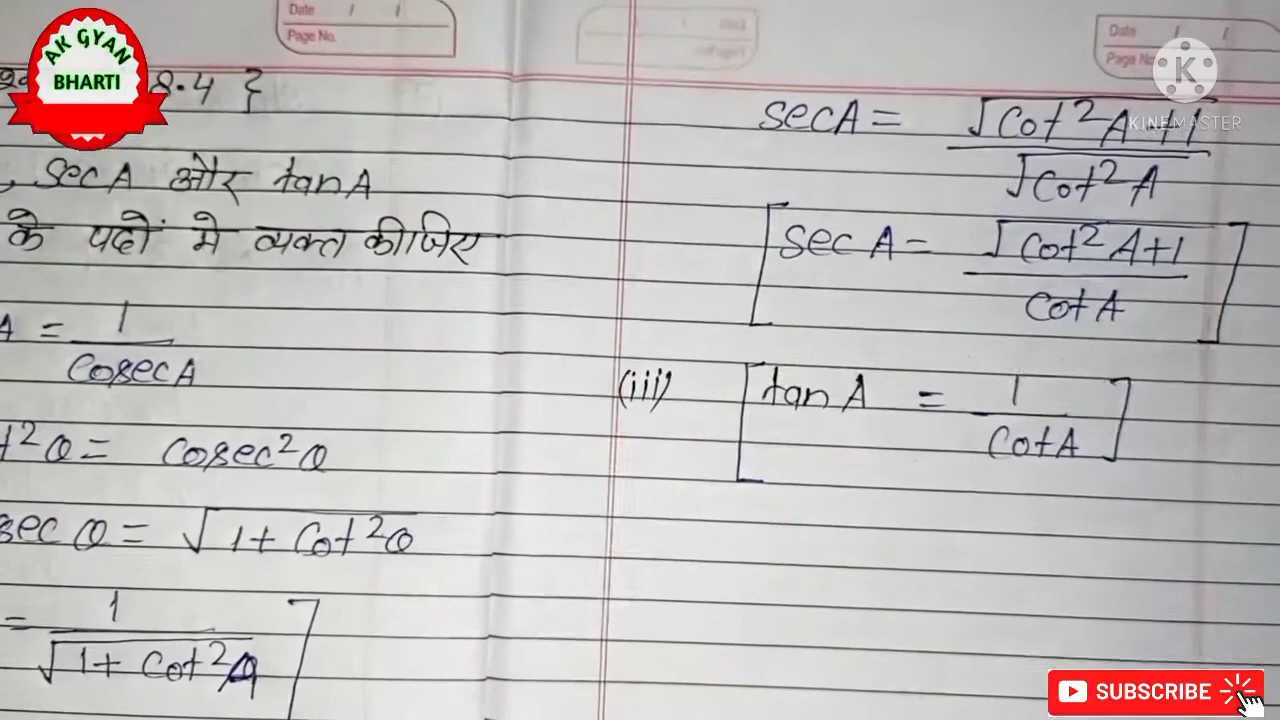 AK GYAN
BHARTI
8.4 }
, secA और tanA
के पदों मे व्यक्त कीजिए
A = 1
cosecA
t²θ = cosec²θ
sec θ = √1 + cot²θ
= 1
√1 + cot²A
Date / /
Page No.
Date / /
Page No.
KINEMASTER
secA = √cot²A + 1
√cot²A
sec A = √cot²A+1
cotA
(iii) tan A = 1
cotA
SUBSCRIBE